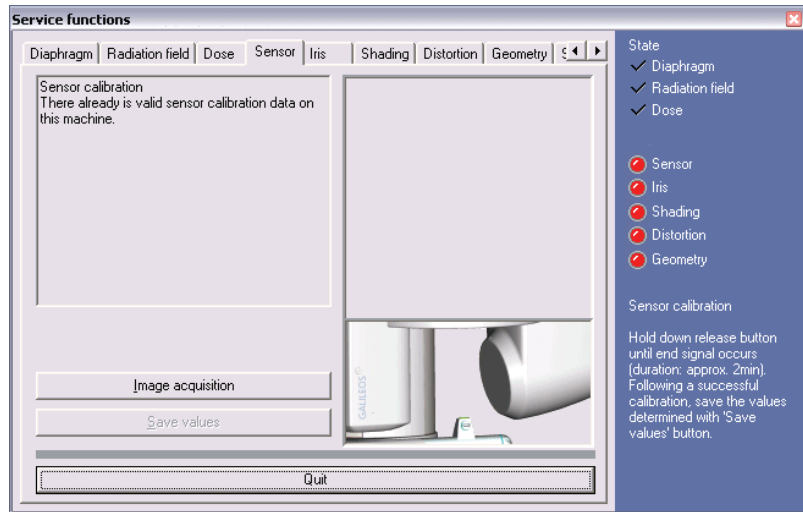 Service functions
Diaphragm Radiation field Dose Sensor Iris Shading Distortion Geometry
Sensor calibration
There already is valid sensor calibration data on
this machine.
GALILEOS
Image acquisition
Save values
Quit
State
Diaphragm
Radiation field
Dose
Sensor
Iris
Shading
Distortion
Geometry
Sensor calibration
Hold down release button
until end signal occurs
(duration: approx. 2min).
Following a successful
calibration, save the values
determined with 'Save
values' button.